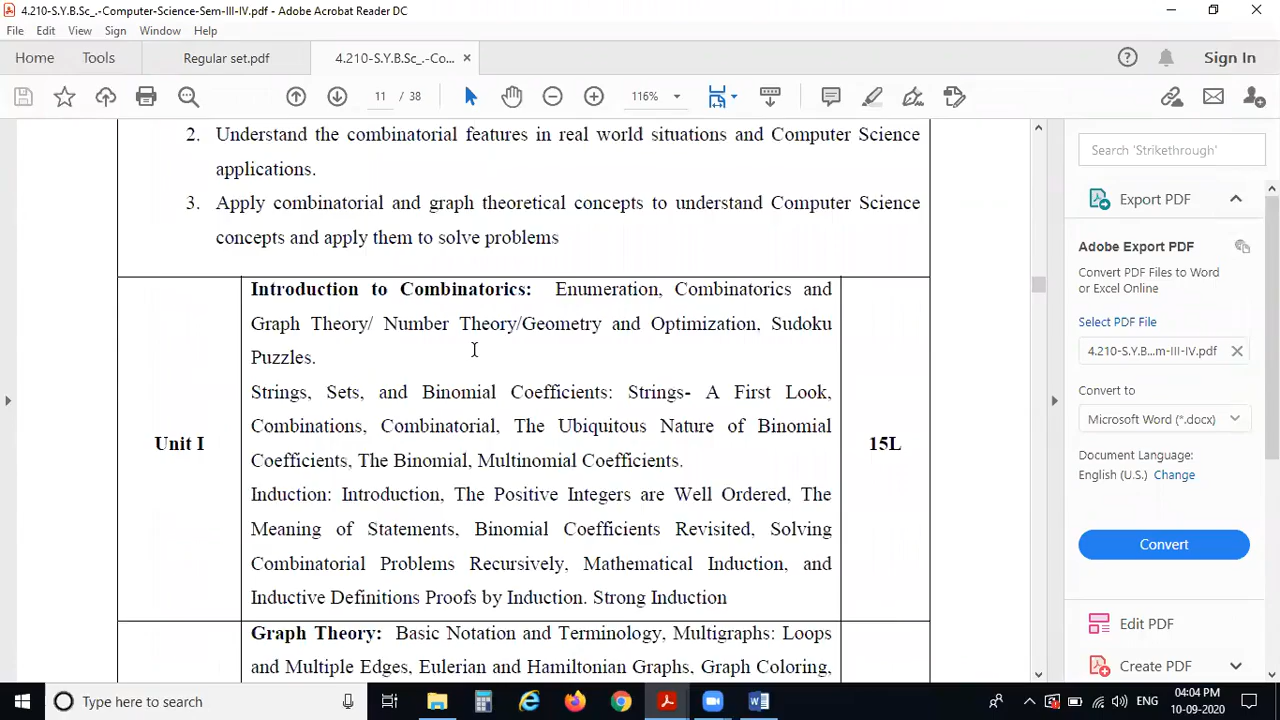 4.210-S.Y.B.Sc_.-Computer-Science-Sem-III-IV.pdf - Adobe Acrobat Reader DC
File Edit View Sign Window Help
Home Tools Regular set.pdf 4.210-S.Y.B.Sc_.-Co... × Sign In
11 / 38 116%
2. Understand the combinatorial features in real world situations and Computer Science
applications.
3. Apply combinatorial and graph theoretical concepts to understand Computer Science
concepts and apply them to solve problems
Introduction to Combinatorics: Enumeration, Combinatorics and
Graph Theory/ Number Theory/Geometry and Optimization, Sudoku
Puzzles.
Strings, Sets, and Binomial Coefficients: Strings- A First Look,
Combinations, Combinatorial, The Ubiquitous Nature of Binomial
Unit I
15L
Coefficients, The Binomial, Multinomial Coefficients.
Induction: Introduction, The Positive Integers are Well Ordered, The
Meaning of Statements, Binomial Coefficients Revisited, Solving
Combinatorial Problems Recursively, Mathematical Induction, and
Inductive Definitions Proofs by Induction. Strong Induction
Graph Theory: Basic Notation and Terminology, Multigraphs: Loops
and Multiple Edges, Eulerian and Hamiltonian Graphs, Graph Coloring,
Search 'Strikethrough'
Export PDF
Adobe Export PDF
Convert PDF Files to Word
or Excel Online
Select PDF File
4.210-S.Y.B...m-III-IV.pdf ×
Convert to
Microsoft Word (*.docx)
Document Language:
English (U.S.) Change
Convert
Edit PDF
Create PDF
Type here to search
ENG
04:04 PM
10-09-2020